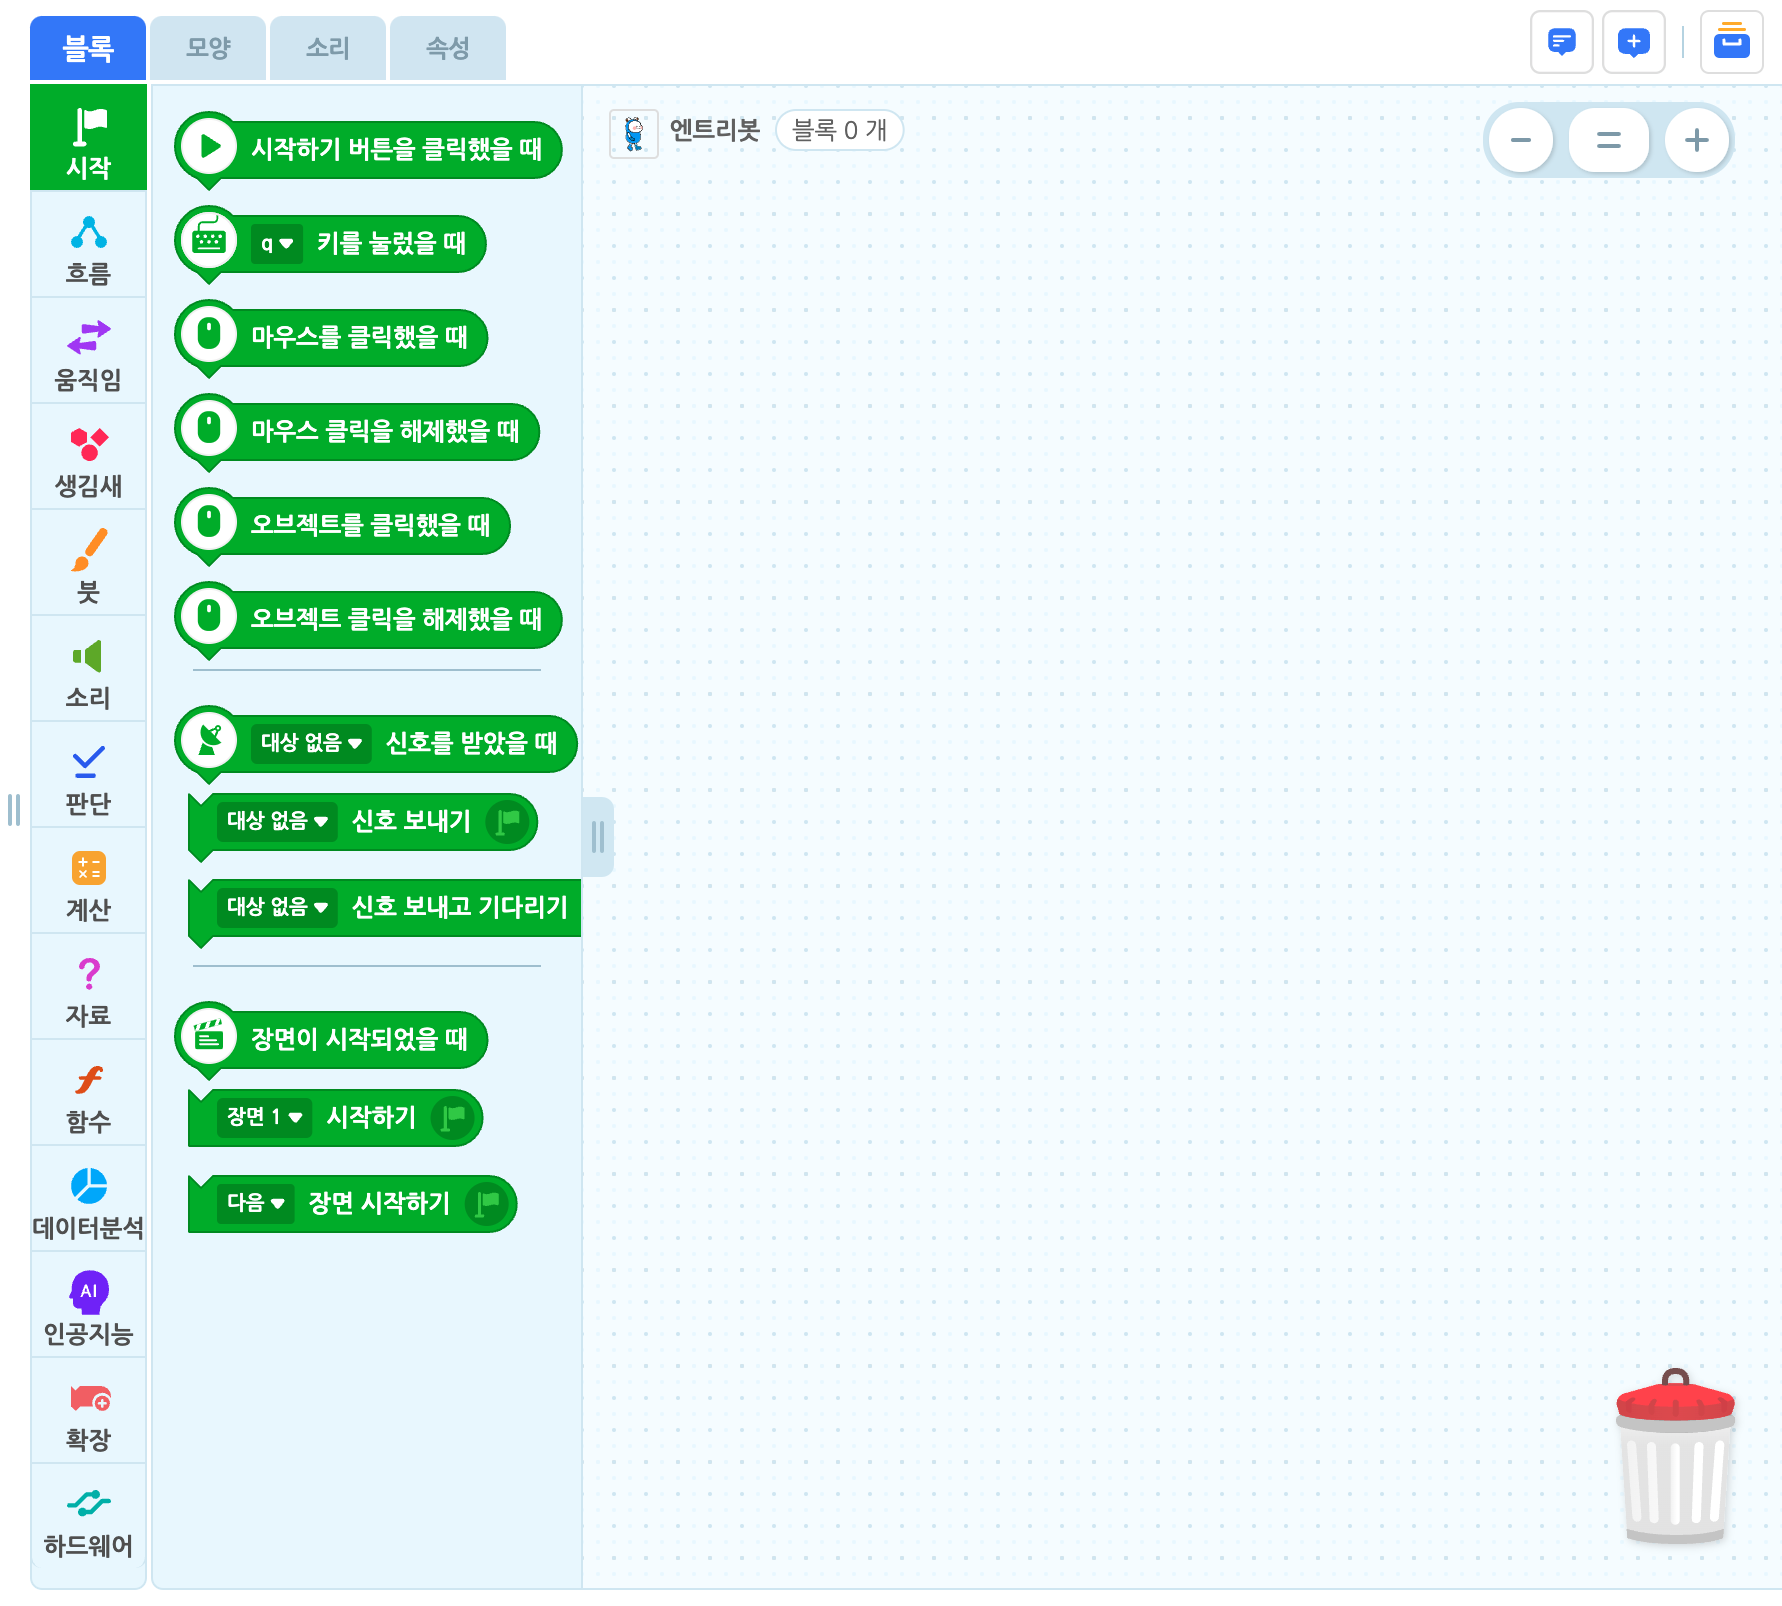 블록
모양
소리
속성
시작
흐름
움직임
생김새
붓
소리
판단
계산
자료
함수
데이터분석
AI
인공지능
확장
하드웨어
시작하기 버튼을 클릭했을 때
q 키를 눌렀을 때
마우스를 클릭했을 때
마우스 클릭을 해제했을 때
오브젝트를 클릭했을 때
오브젝트 클릭을 해제했을 때
대상 없음 신호를 받았을 때
대상 없음 신호 보내기
대상 없음 신호 보내고 기다리기
장면이 시작되었을 때
장면 1 시작하기
다음 장면 시작하기
엔트리봇
블록 0 개